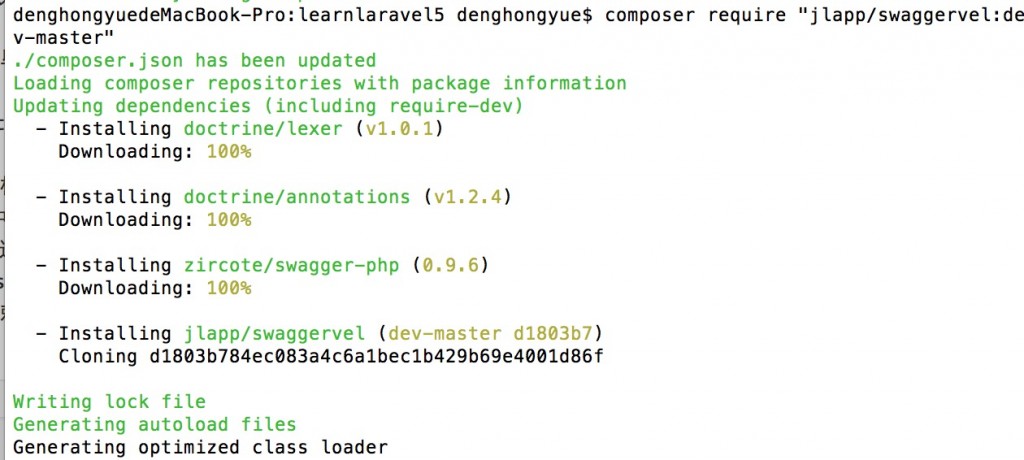 denghongyuedeMacBook-Pro:learnlaravel5 denghongyue$ composer require "jlapp/swaggervel:de
v-master"
./composer.json has been updated
Loading composer repositories with package information
Updating dependencies (including require-dev)
- Installing doctrine/lexer (v1.0.1)
Downloading: 100%
- Installing doctrine/annotations (v1.2.4)
Downloading: 100%
- Installing zircote/swagger-php (0.9.6)
Downloading: 100%
- Installing jlapp/swaggervel (dev-master d1803b7)
Cloning d1803b784ec083a4c6a1bec1b429b69e4001d86f
Writing lock file
Generating autoload files
Generating optimized class loader